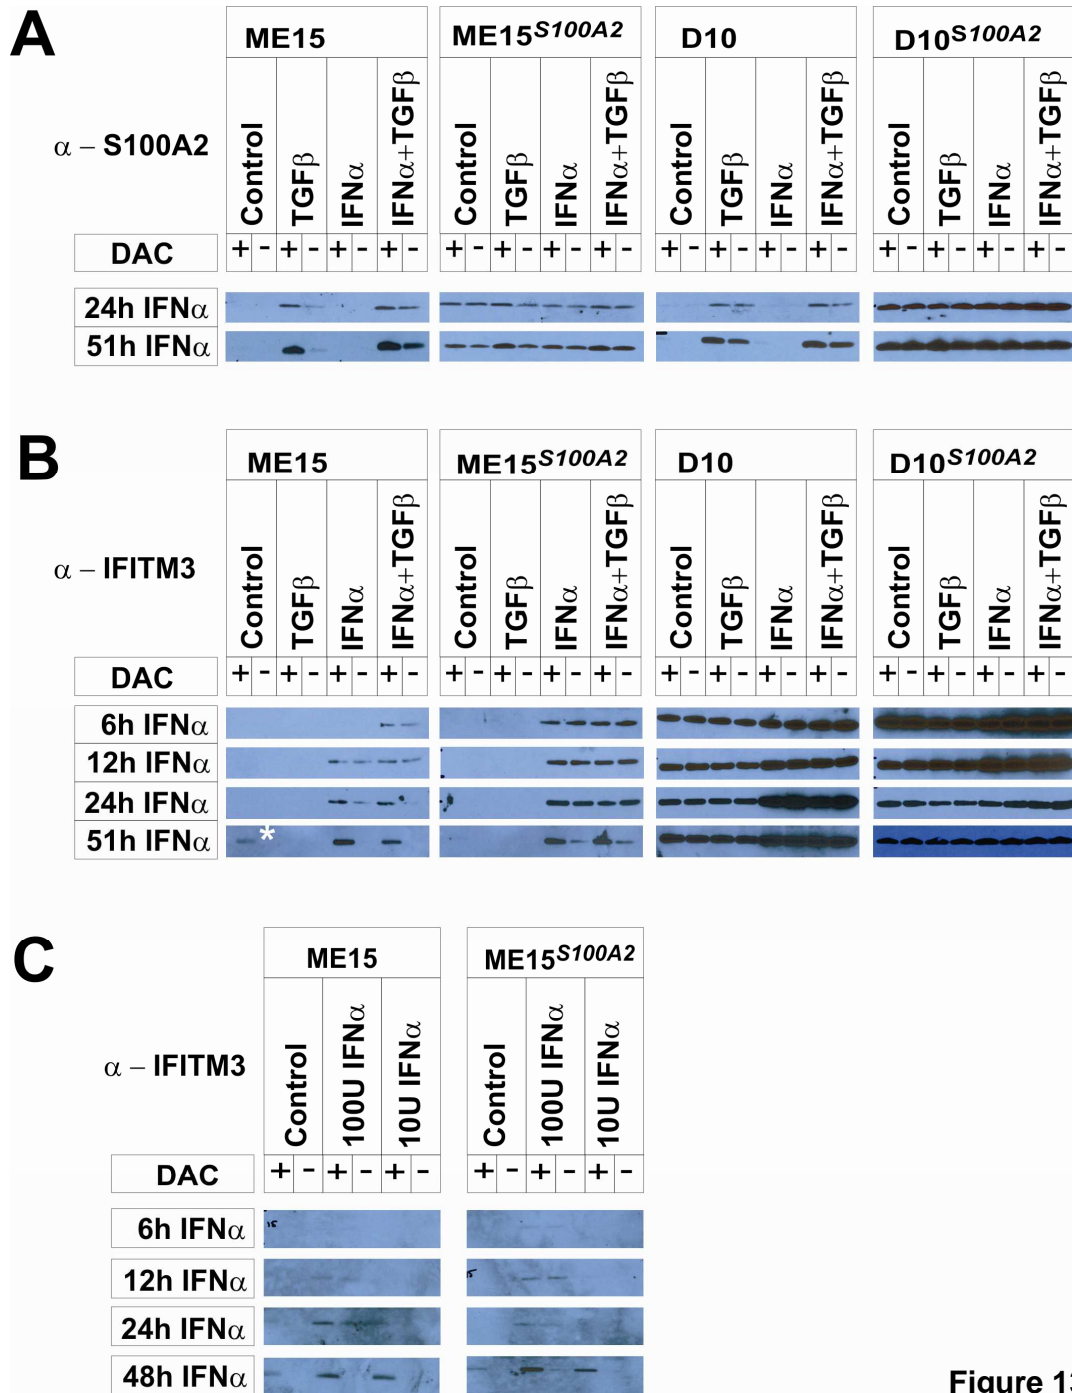 A
ME15 ME15S100A2 D10 D10S100A2
α – S100A2
Control TGFβ IFNα IFNα+TGFβ Control TGFβ IFNα IFNα+TGFβ Control TGFβ IFNα IFNα+TGFβ Control TGFβ IFNα IFNα+TGFβ
DAC + - + - + - + - + - + - + - + - + - + - + - + - + - + - + - + -
24h IFNα
51h IFNα
B
ME15 ME15S100A2 D10 D10S100A2
α – IFITM3
Control TGFβ IFNα IFNα+TGFβ Control TGFβ IFNα IFNα+TGFβ Control TGFβ IFNα IFNα+TGFβ Control TGFβ IFNα IFNα+TGFβ
DAC + - + - + - + - + - + - + - + - + - + - + - + - + - + - + - + -
6h IFNα
12h IFNα
24h IFNα
51h IFNα *
C
ME15 ME15S100A2
α – IFITM3
Control 100U IFNα 10U IFNα Control 100U IFNα 10U IFNα
DAC + - + - + - + - + - + -
6h IFNα
12h IFNα
24h IFNα
48h IFNα
Figure 13